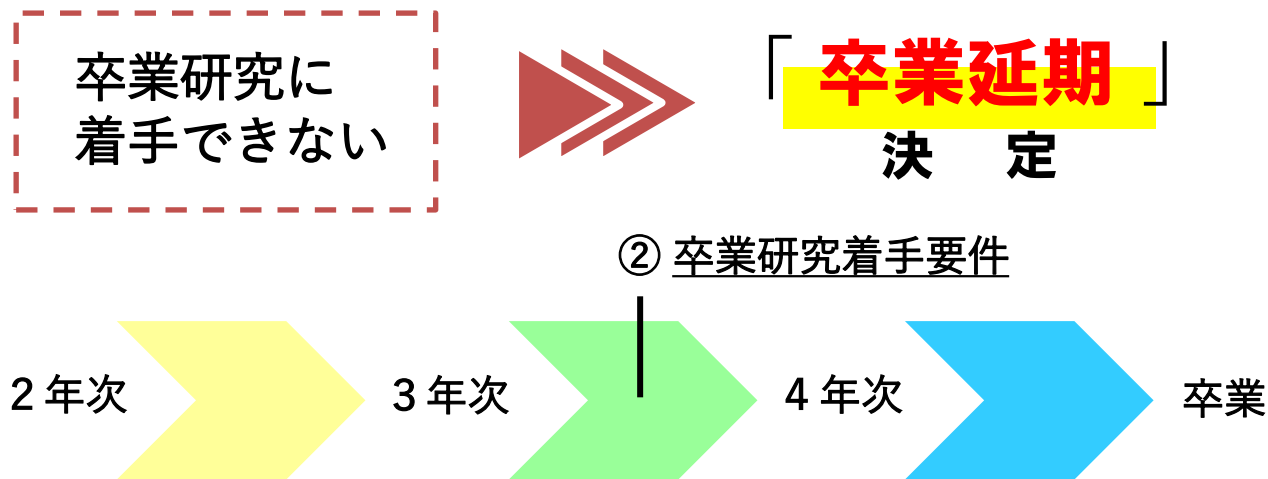 卒業研究に
着手できない
「卒業延期」
決　定
② 卒業研究着手要件
2 年次
3 年次
4 年次
卒業